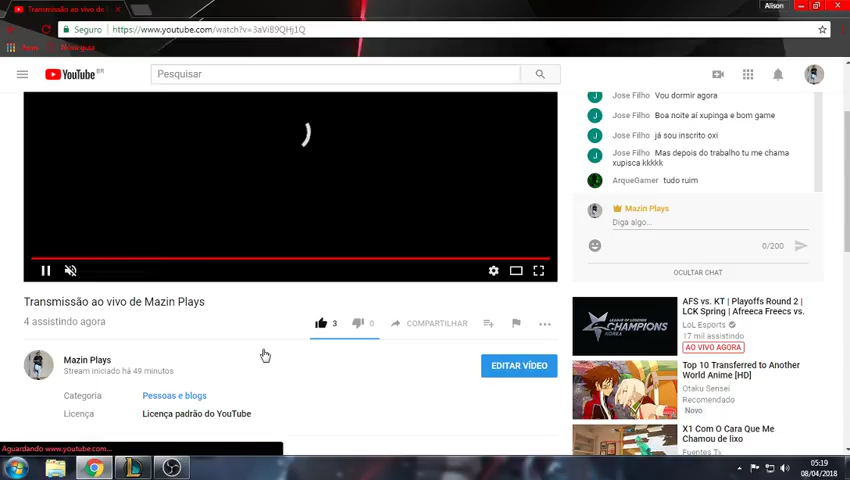 Alison
Transmissão ao vivo de
Seguro
https://www.youtube.com/watch?v=3aVi89QHj1Q
Apps
Nova guia
YouTube BR
Pesquisar
Jose Filho Vou dormir agora
Jose Filho Boa noite aí xupinga e bom game
Jose Filho já sou inscrito oxi
Jose Filho Mas depois do trabalho tu me chama
xupisca kkkkk
ArqueGamer tudo ruim
Mazin Plays
Diga algo...
0/200
OCULTAR CHAT
Transmissão ao vivo de Mazin Plays
4 assistindo agora
3
0
COMPARTILHAR
Mazin Plays
Stream iniciado há 49 minutos
EDITAR VÍDEO
Categoria
Pessoas e blogs
Licença
Licença padrão do YouTube
CHAMPIONS
KOREA
AFS vs. KT | Playoffs Round 2 |
LCK Spring | Afreeca Freecs vs.
LoL Esports
17 mil assistindo
AO VIVO AGORA
Top 10 Transferred to Another
World Anime [HD]
Otaku Sensei
Recomendado
Novo
X1 Com O Cara Que Me
Chamou de lixo
Fuentes Tv
Aguardando www.youtube.com...
05:19
08/04/2018